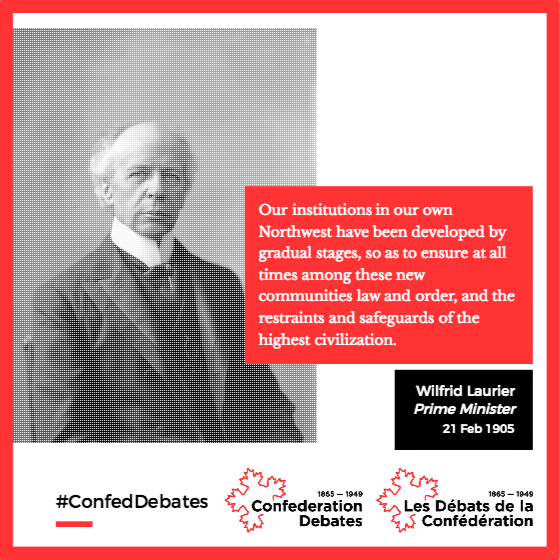 Our institutions in our own
Northwest have been developed by
gradual stages, so as to ensure at all
times among these new
communities law and order, and the
restraints and safeguards of the
highest civilization.
Wilfrid Laurier
Prime Minister
21 Feb 1905
#ConfedDebates
1865 — 1949
Confederation
Debates
1865 — 1949
Les Débats de la
Confédération